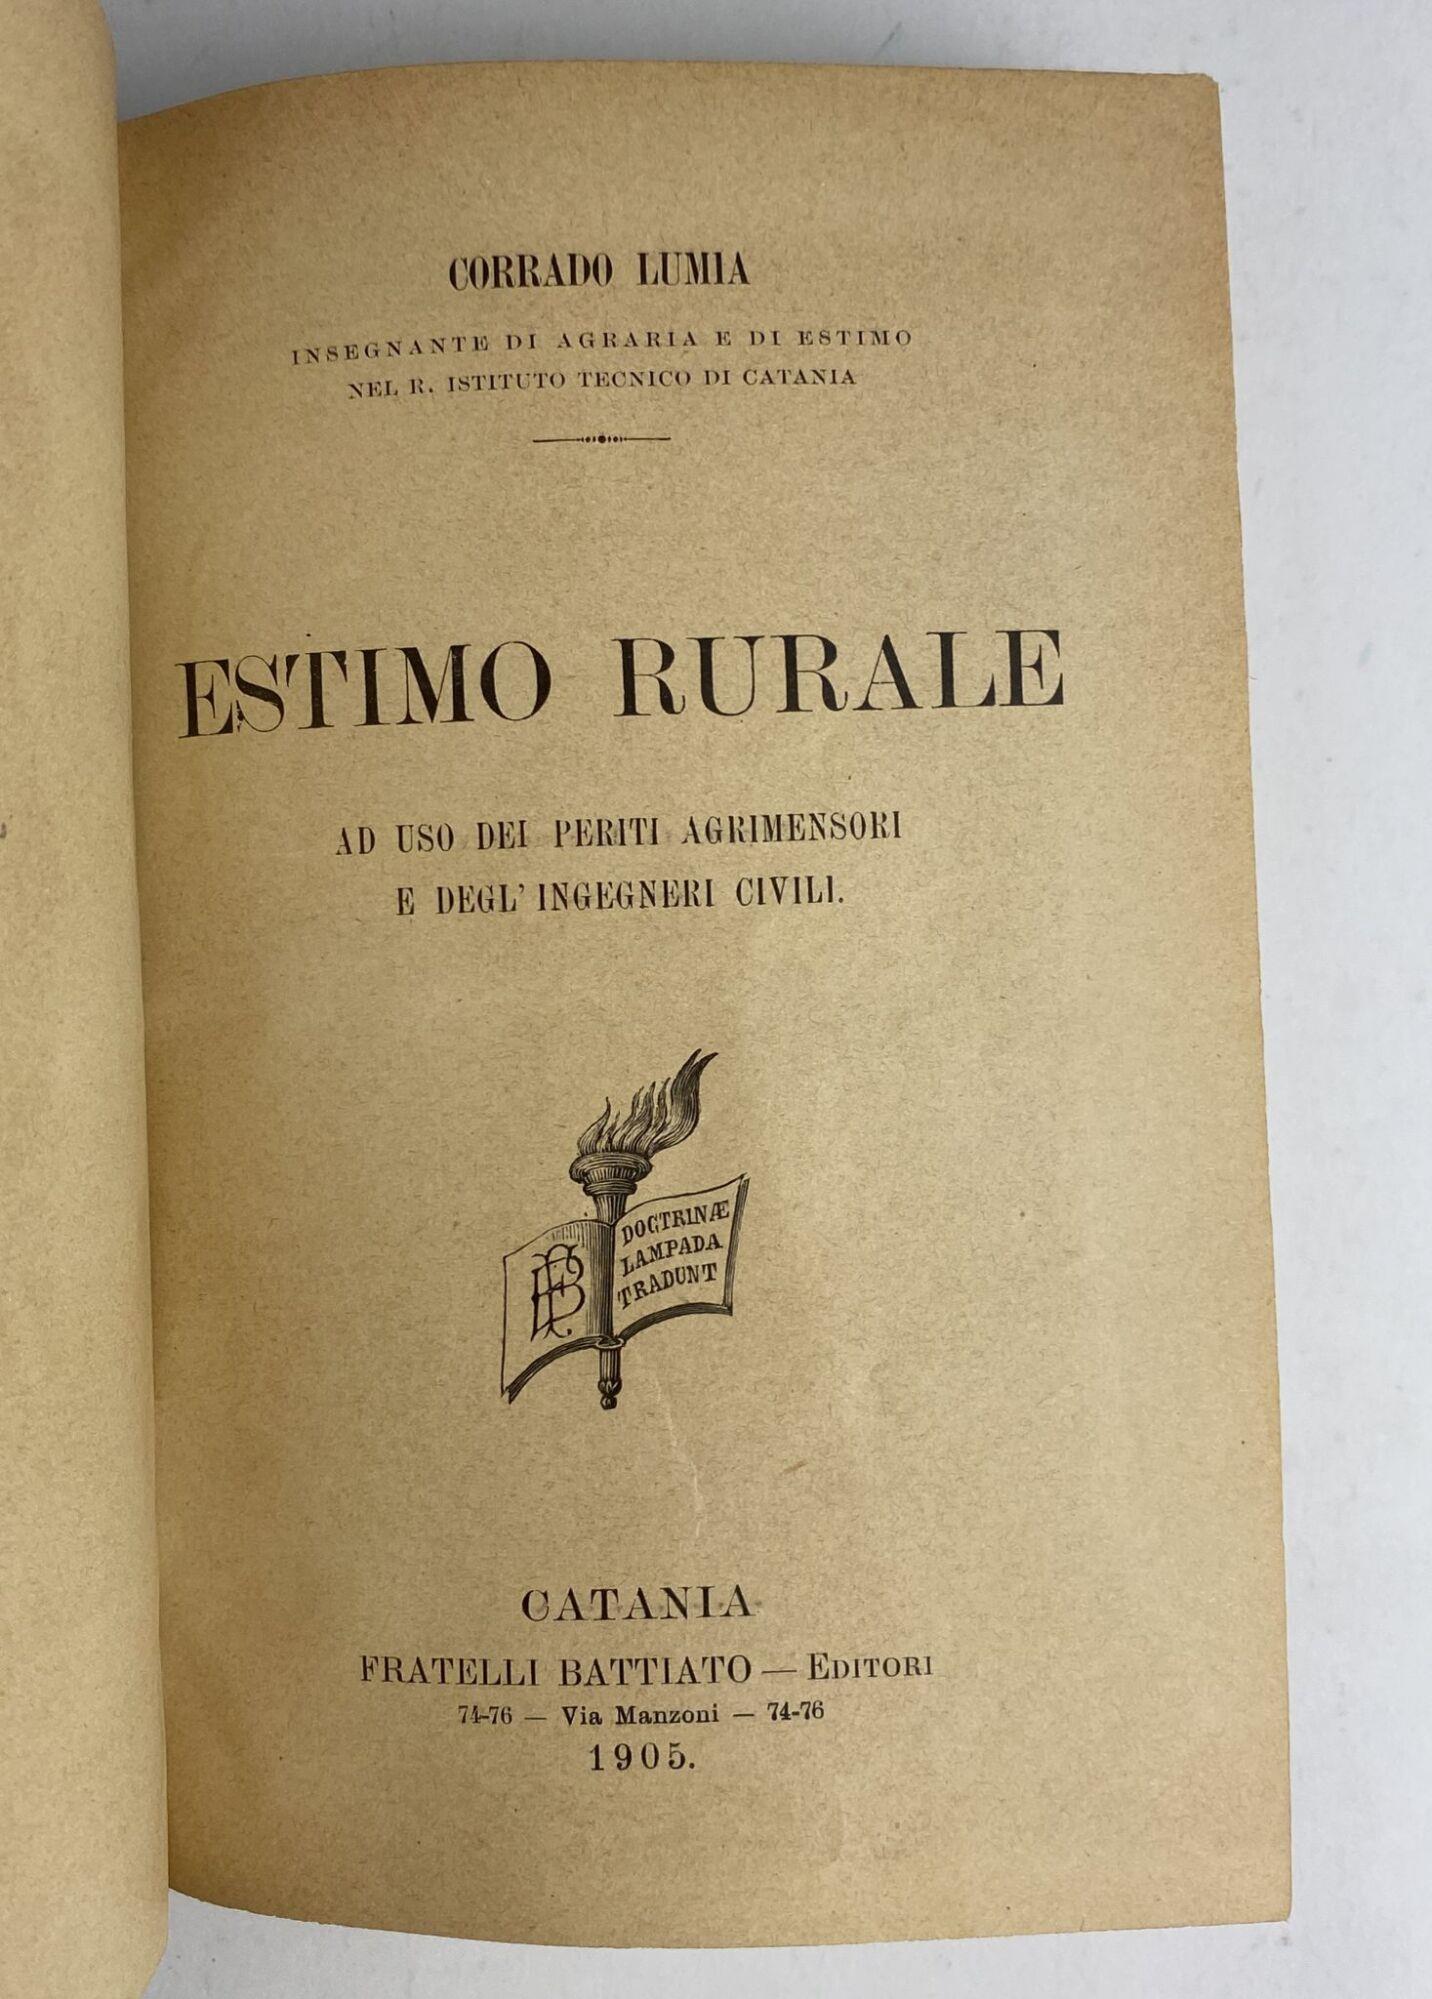 CORRADO LUMIA
INSEGNANTE DI AGRARIA E DI ESTIMO
NEL R. ISTITUTO TECNICO DI CATANIA
ESTIMO RURALE
AD USO DEI PERITI AGRIMENSORI
E DEGL' INGEGNERI CIVILI.
DOCTRINÆ
LAMPADA
TRADUNT
CATANIA
FRATELLI BATTIATO — EDITORI
74-76 — Via Manzoni — 74-76
1905.